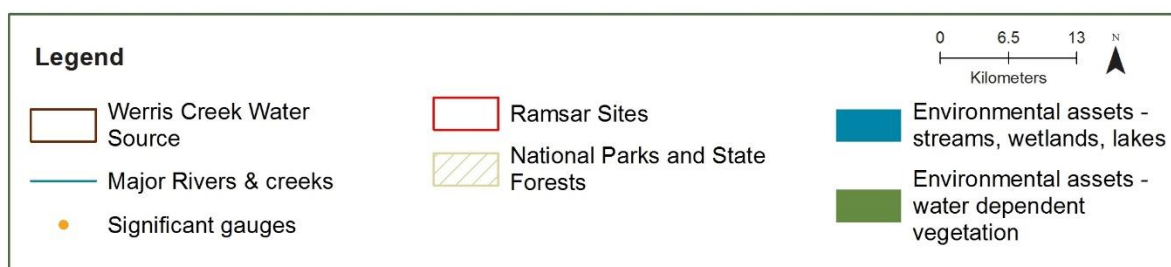 Legend
0 6.5 13
Kilometers
N
Werris Creek Water
Source
Major Rivers & creeks
Significant gauges
Ramsar Sites
National Parks and State
Forests
Environmental assets -
streams, wetlands, lakes
Environmental assets -
water dependent
vegetation